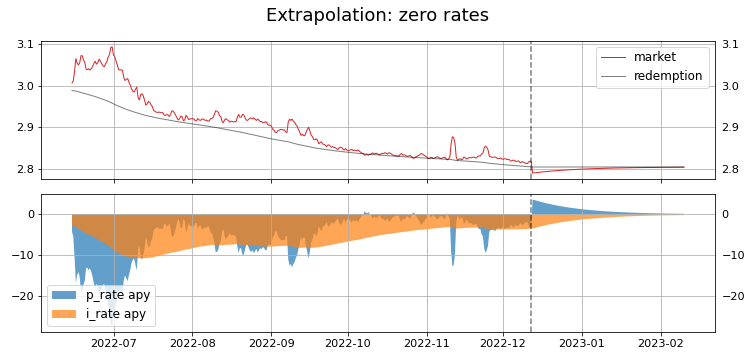 Extrapolation: zero rates
3.1
3.0
2.9
2.8
3.1
3.0
2.9
2.8
market
redemption
0
−10
−20
0
−10
−20
p_rate apy
i_rate apy
2022-07 2022-08 2022-09 2022-10 2022-11 2022-12 2023-01 2023-02